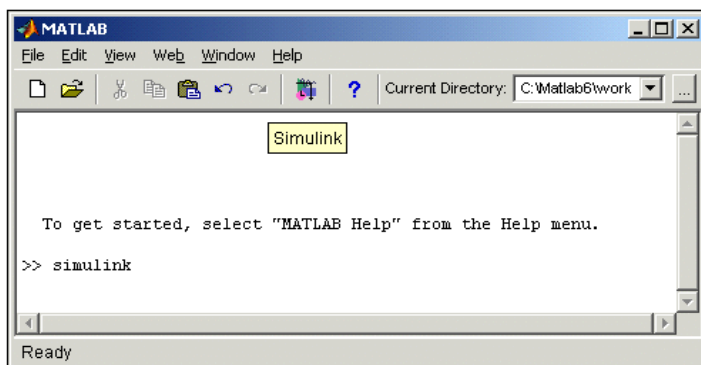 MATLAB
File Edit View Web Window Help
? Current Directory: C:\Matlab6\work ...
Simulink
To get started, select "MATLAB Help" from the Help menu.
>> simulink
Ready